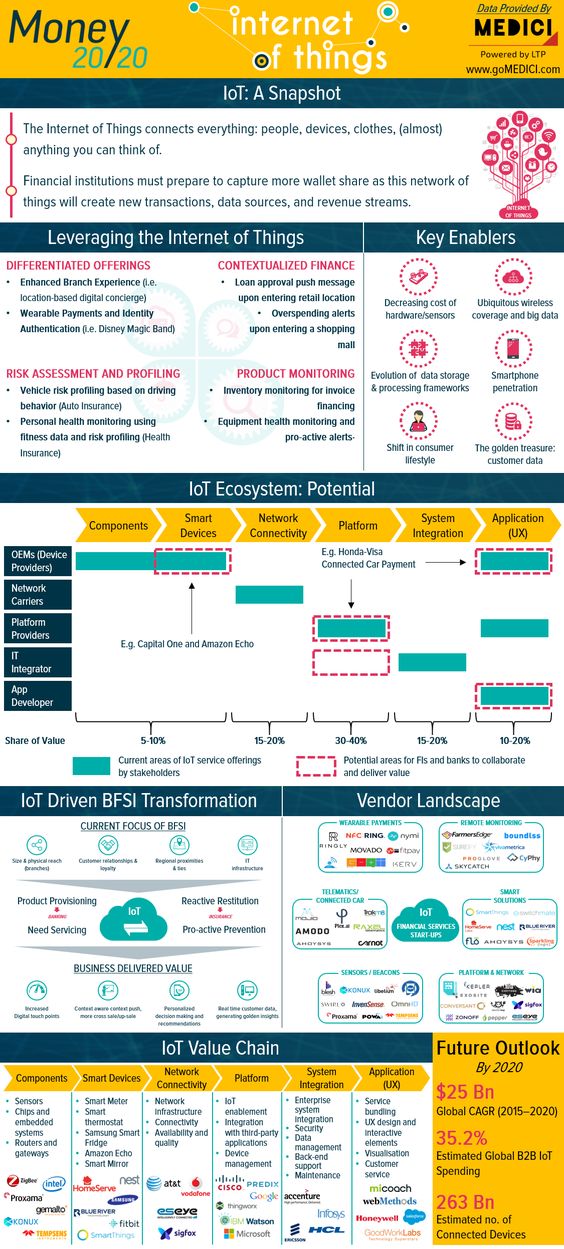 Money
20/20
internet
of things
Data Provided By
MEDICI
Powered by LTP
www.goMEDICI.com
IoT: A Snapshot
The Internet of Things connects everything: people, devices, clothes, (almost)
anything you can think of.
Financial institutions must prepare to capture more wallet share as this network of
things will create new transactions, data sources, and revenue streams.
INTERNET
OF THINGS
Leveraging the Internet of Things
DIFFERENTIATED OFFERINGS
• Enhanced Branch Experience (i.e.
location-based digital concierge)
• Wearable Payments and Identity
Authentication (i.e. Disney Magic Band)
CONTEXTUALIZED FINANCE
• Loan approval push message
upon entering retail location
• Overspending alerts
upon entering a shopping
mall
RISK ASSESSMENT AND PROFILING
• Vehicle risk profiling based on driving
behavior (Auto Insurance)
• Personal health monitoring using
fitness data and risk profiling (Health
Insurance)
PRODUCT MONITORING
• Inventory monitoring for invoice
financing
• Equipment health monitoring and
pro-active alerts·
Key Enablers
Decreasing cost of
hardware/sensors
Ubiquitous wireless
coverage and big data
Evolution of data storage
& processing frameworks
Smartphone
penetration
Shift in consumer
lifestyle
The golden treasure:
customer data
IoT Ecosystem: Potential
Components
Smart
Devices
Network
Connectivity
Platform
System
Integration
Application
(UX)
OEMs (Device
Providers)
E.g. Honda-Visa
Connected Car Payment
Network
Carriers
Platform
Providers
E.g. Capital One and Amazon Echo
IT
Integrator
App
Developer
Share of Value
5-10%
15-20%
30-40%
15-20%
10-20%
Current areas of IoT service offerings
by stakeholders
Potential areas for FIs and banks to collaborate
and deliver value
IoT Driven BFSI Transformation
CURRENT FOCUS OF BFSI
Size & physical reach
(branches)
Customer relationships &
loyalty
Regional proximities
& ties
IT
infrastructure
Product Provisioning
BANKING
Need Servicing
IoT
Reactive Restitution
INSURANCE
Pro-active Prevention
BUSINESS DELIVERED VALUE
Increased
Digital touch points
Context aware context push,
more cross sale/up-sale
Personalized
decision making and
recommendations
Real time customer data,
generating golden insights
Vendor Landscape
WEARABLE PAYMENTS
RINGLY
NFC RING
nymi
MOVADO
fitpay
KERV
REMOTE MONITORING
FarmersEdge
boundlss
vivametrica
PROGLOVE
CyPhy
SKYCATCH
TELEMATICS/
CONNECTED CAR
MOJIO
AMODO
AHOYSYS
carnot
IoT
FINANCIAL SERVICES
START-UPS
SMART
SOLUTIONS
SmartThings
switchmate
HomeServe
nest
BLUE RIVER
AHOYSYS
Sparkling
SENSORS / BEACONS
blesh
KONUX
libelium
InvenSense
Proxama
POWA
TEMPSENS
PLATFORM & NETWORK
KEPLER
EXOSITE
WIA
CONVERSANT
sigfox
ZONOFF
pepper
eseye
IoT Value Chain
Components
Smart Devices
Network
Connectivity
Platform
System
Integration
Application
(UX)
• Sensors
• Chips and
embedded
systems
• Routers and
gateways
• Smart Meter
• Smart
thermostat
• Samsung Smart
Fridge
• Amazon Echo
• Smart Mirror
• Network
Infrastructure
• Connectivity
• Availability and
quality
• IoT
enablement
• Integration
with third-party
applications
• Device
management
• Enterprise
system
integration
• Security
• Data
management
• Back-end
support
• Maintenance
• Service
bundling
• UX design and
interactive
elements
• Visualisation
• Customer
service
ZigBee
intel
Proxama
gemalto
KONUX
TEMPSENS
HomeServe
nest
SAMSUNG
BLUE RIVER
fitbit
SmartThings
at&t
vodafone
eseye
sigfox
CISCO
PREDIX
Google
thingworx
IBM Watson
Microsoft
accenture
Infosys
ERICSSON
HCL
micoach
webMethods
Honeywell
salesforce
GoodWorkLabs
Future Outlook
By 2020
$25 Bn
Global CAGR (2015–2020)
35.2%
Estimated Global B2B IoT
Spending
263 Bn
Estimated no. of
Connected Devices